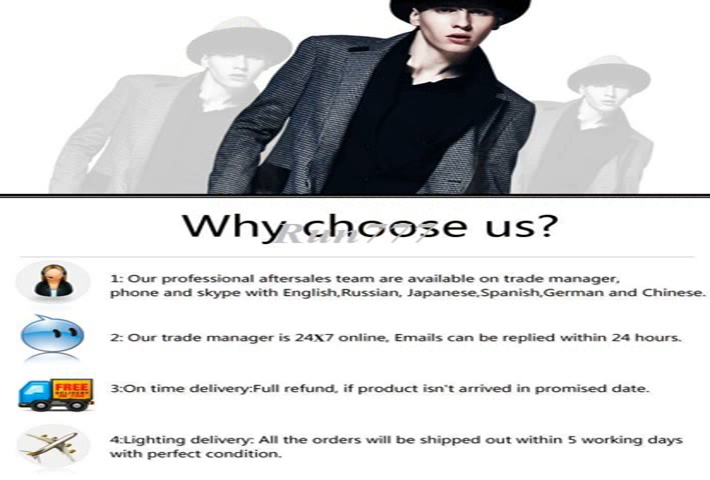 Why choose us?
Run777
1: Our professional aftersales team are available on trade manager,
phone and skype with English,Russian, Japanese,Spanish,German and Chinese.
2: Our trade manager is 24X7 online, Emails can be replied within 24 hours.
FREE
3:On time delivery:Full refund, if product isn't arrived in promised date.
4:Lighting delivery: All the orders will be shipped out within 5 working days
with perfect condition.